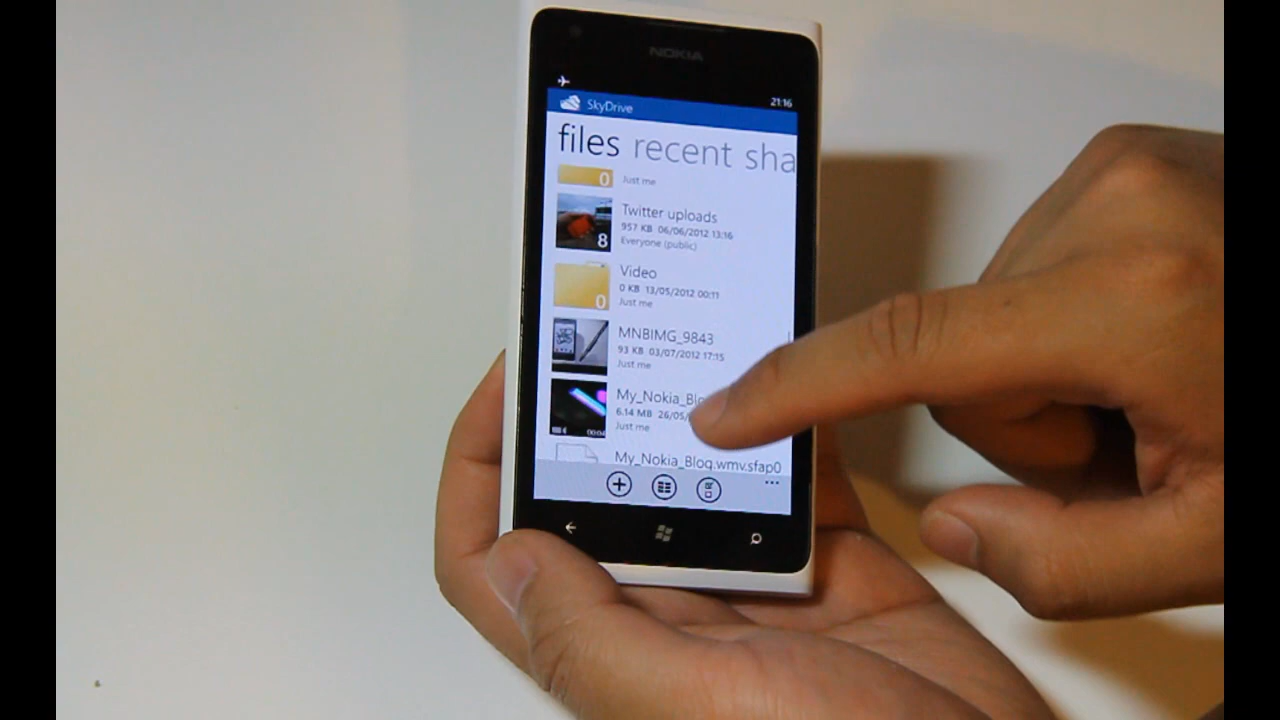 NOKIA
21:16
SkyDrive
files recent sha
0
Just me
Twitter uploads
957 KB 06/06/2012 13:16
Everyone (public)
8
Video
0 KB 13/05/2012 00:11
Just me
0
MNBIMG_9843
93 KB 03/07/2012 17:15
Just me
My_Nokia_Blo
6.14 MB 26/05/
Just me
My_Nokia_Blog.wmv.sfap0